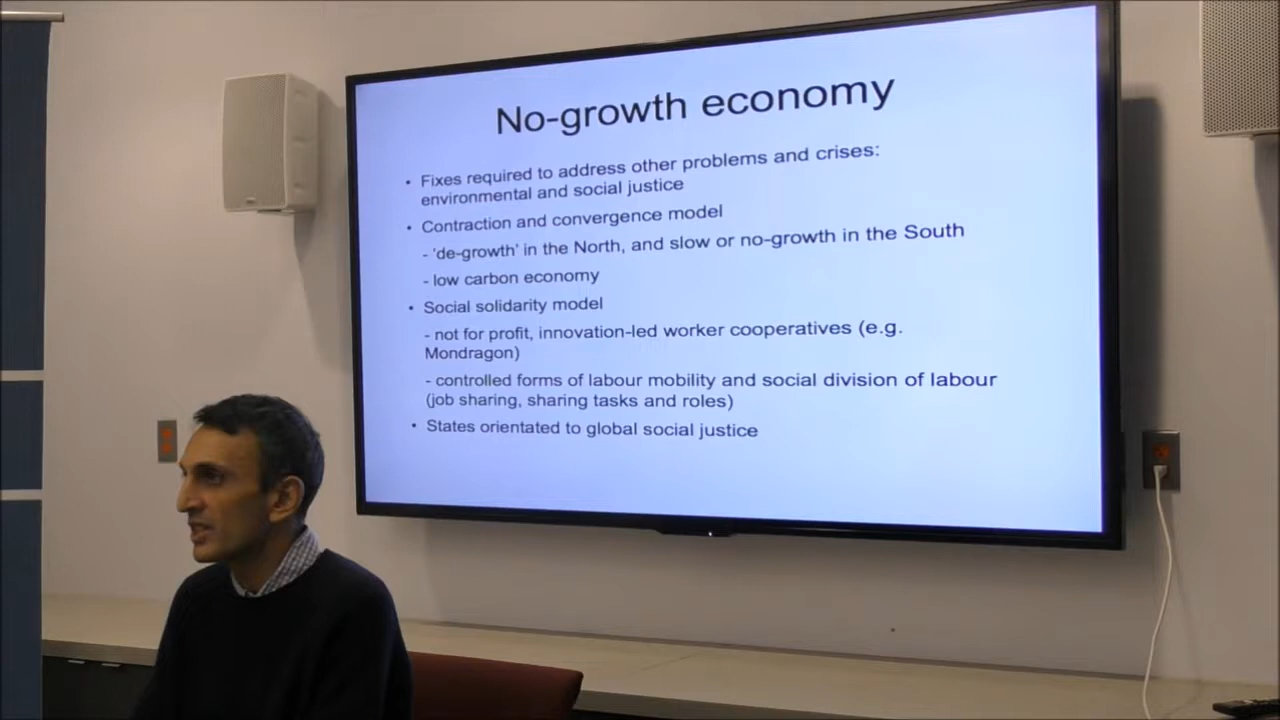 No-growth economy
• Fixes required to address other problems and crises:
environmental and social justice
• Contraction and convergence model
- 'de-growth' in the North, and slow or no-growth in the South
- low carbon economy
• Social solidarity model
- not for profit, innovation-led worker cooperatives (e.g.
Mondragon)
- controlled forms of labour mobility and social division of labour
(job sharing, sharing tasks and roles)
• States orientated to global social justice